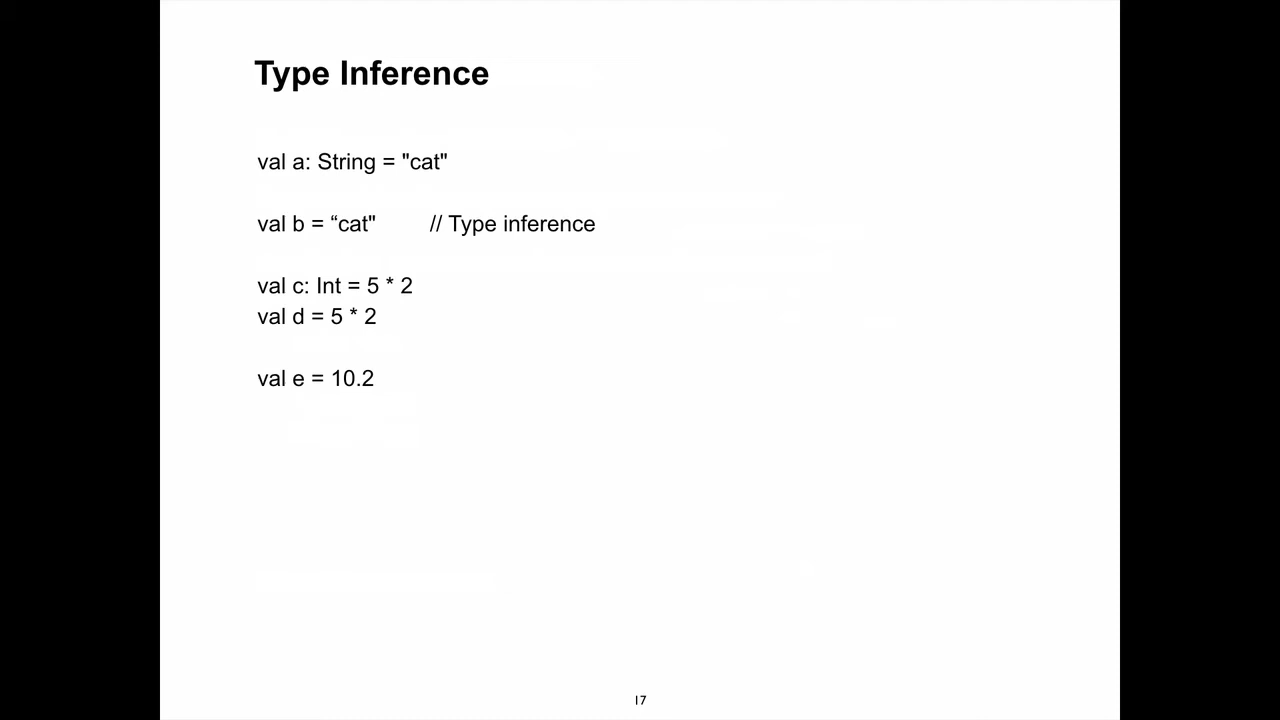 Type Inference
val a: String = "cat"
val b = “cat" // Type inference
val c: Int = 5 * 2
val d = 5 * 2
val e = 10.2
17